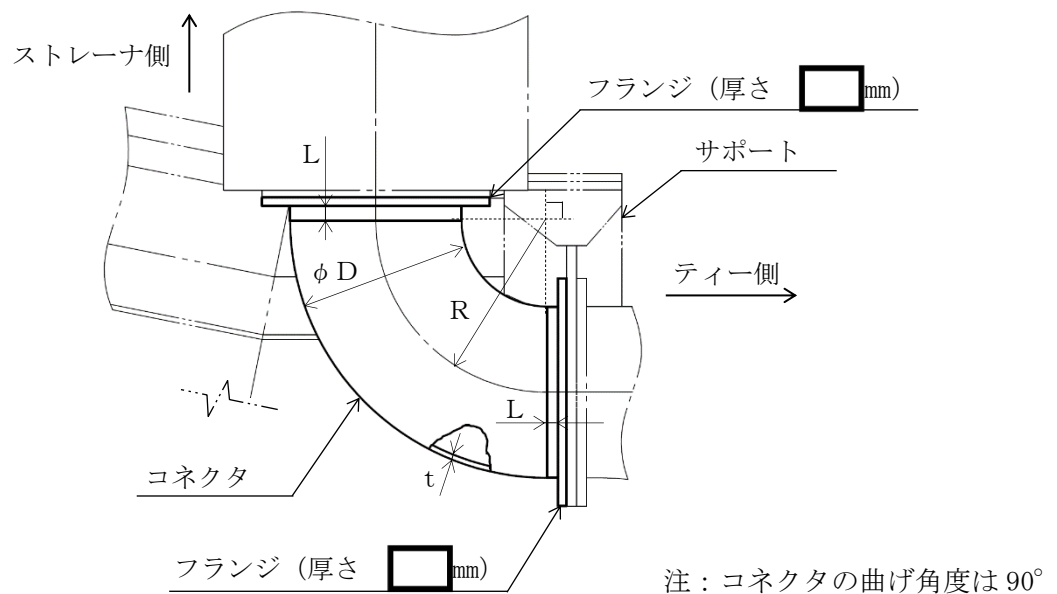 ストレーナ側
フランジ（厚さ mm）
L
サポート
φD
ティー側
R
L
コネクタ
t
フランジ（厚さ mm）
注：コネクタの曲げ角度は90°